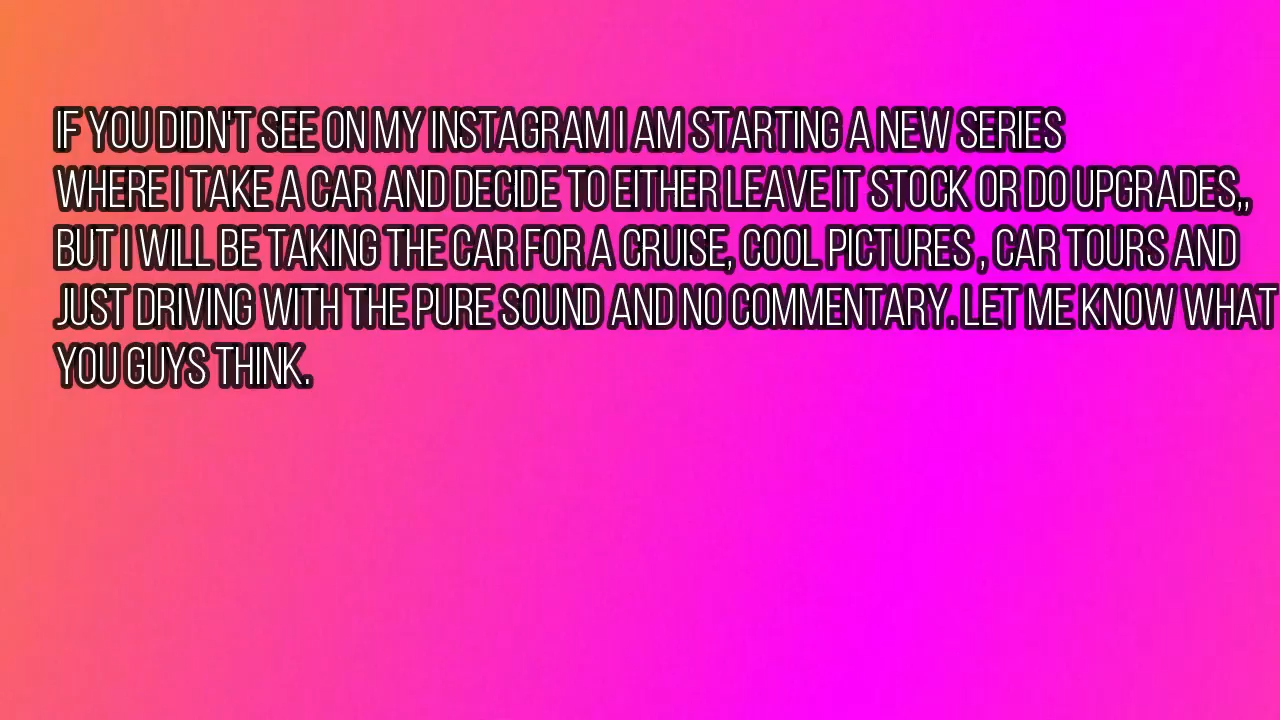 IF YOU DIDN'T SEE ON MY INSTAGRAM I AM STARTING A NEW SERIES
WHERE I TAKE A CAR AND DECIDE TO EITHER LEAVE IT STOCK OR DO UPGRADES,,
BUT I WILL BE TAKING THE CAR FOR A CRUISE, COOL PICTURES , CAR TOURS AND
JUST DRIVING WITH THE PURE SOUND AND NO COMMENTARY. LET ME KNOW WHAT
YOU GUYS THINK.